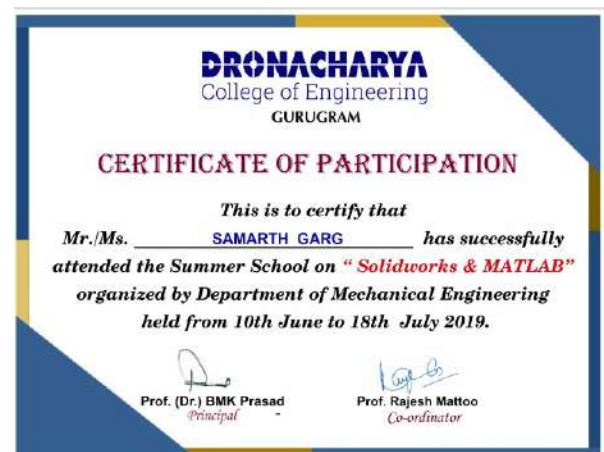 DRONACHARYA
College of Engineering
GURUGRAM
CERTIFICATE OF PARTICIPATION
This is to certify that
Mr./Ms. SAMARTH GARG has successfully
attended the Summer School on “ Solidworks & MATLAB”
organized by Department of Mechanical Engineering
held from 10th June to 18th July 2019.
Prof. (Dr.) BMK Prasad
Principal
Prof. Rajesh Mattoo
Co-ordinator